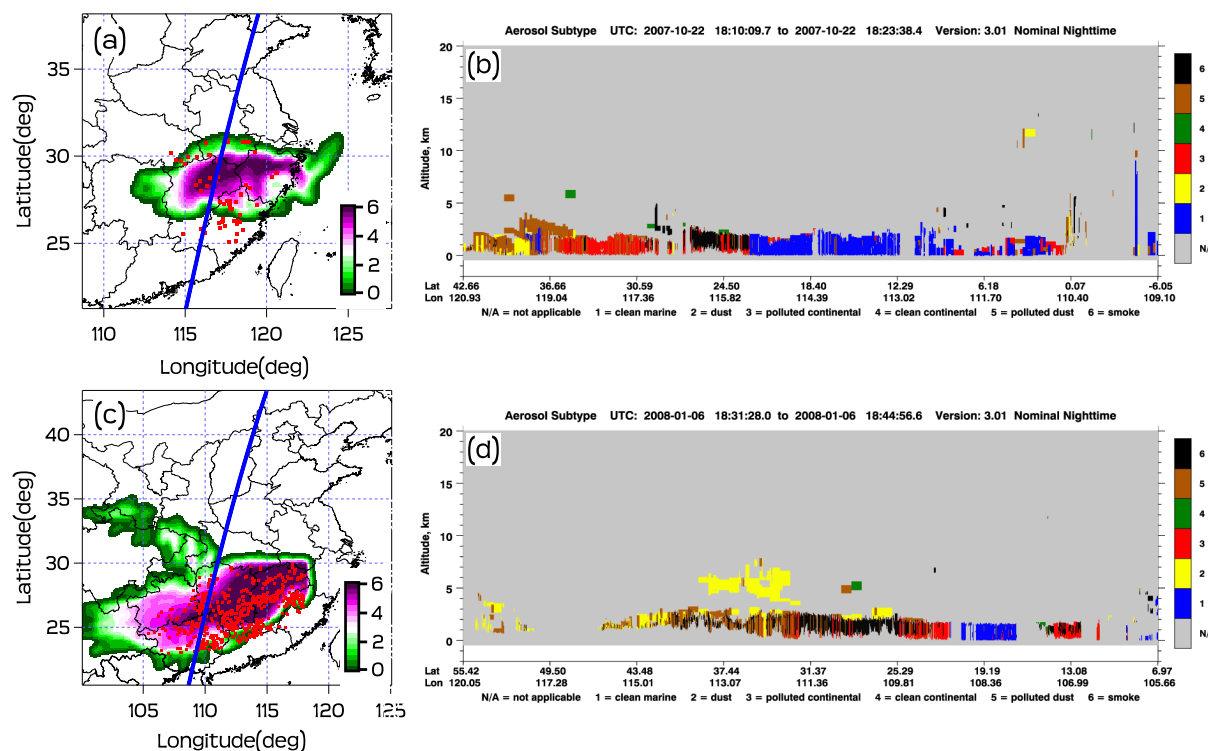 (a)
35
30
25
Latitude(deg)
6
4
2
0
110 115 120 125
Longitude(deg)
Aerosol Subtype UTC: 2007-10-22 18:10:09.7 to 2007-10-22 18:23:38.4 Version: 3.01 Nominal Nighttime
(b)
20
15
10
5
0
Altitude, km
6
5
4
3
2
1
N/A
Lat 42.66 36.66 30.59 24.50 18.40 12.29 6.18 0.07 -6.05
Lon 120.93 119.04 117.36 115.82 114.39 113.02 111.70 110.40 109.10
N/A = not applicable 1 = clean marine 2 = dust 3 = polluted continental 4 = clean continental 5 = polluted dust 6 = smoke
(c)
40
35
30
25
Latitude(deg)
6
4
2
0
105 110 115 120 125
Longitude(deg)
Aerosol Subtype UTC: 2008-01-06 18:31:28.0 to 2008-01-06 18:44:56.6 Version: 3.01 Nominal Nighttime
(d)
20
15
10
5
0
Altitude, km
6
5
4
3
2
1
N/A
Lat 55.42 49.50 43.48 37.44 31.37 25.29 19.19 13.08 6.97
Lon 120.05 117.28 115.01 113.07 111.36 109.81 108.36 106.99 105.66
N/A = not applicable 1 = clean marine 2 = dust 3 = polluted continental 4 = clean continental 5 = polluted dust 6 = smoke